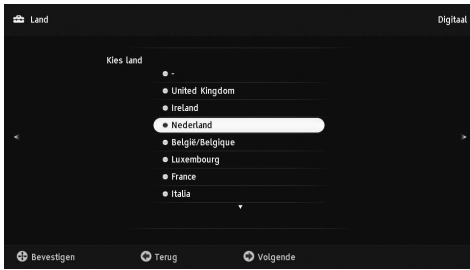 Land
Digitaal
Kies land
-
United Kingdom
Ireland
Nederland
België/Belgique
Luxembourg
France
Italia
Bevestigen
Terug
Volgende